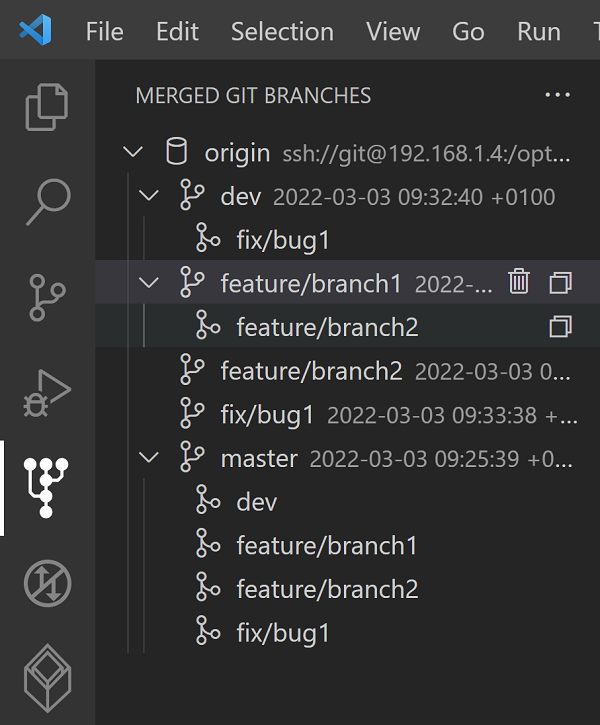 File Edit Selection View Go Run
MERGED GIT BRANCHES ...
origin ssh://git@192.168.1.4:/opt...
dev 2022-03-03 09:32:40 +0100
fix/bug1
feature/branch1 2022-...
feature/branch2
feature/branch2 2022-03-03 0...
fix/bug1 2022-03-03 09:33:38 +...
master 2022-03-03 09:25:39 +0...
dev
feature/branch1
feature/branch2
fix/bug1